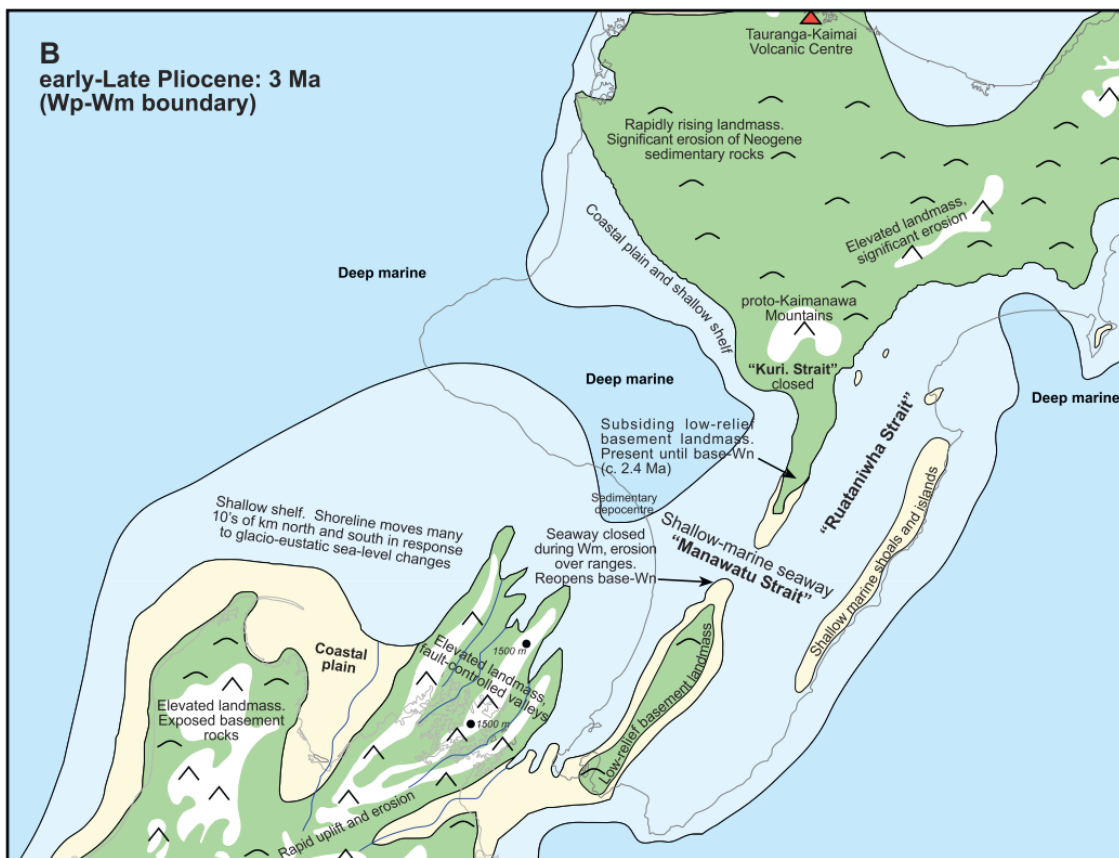 B
early-Late Pliocene: 3 Ma
(Wp-Wm boundary)
Tauranga-Kaimai
Volcanic Centre
Rapidly rising landmass.
Significant erosion of Neogene
sedimentary rocks
Elevated landmass,
significant erosion
Coastal plain and shallow shelf
Deep marine
proto-Kaimanawa
Mountains
"Kuri. Strait"
closed
Deep marine
Deep marine
Subsiding low-relief
basement landmass.
Present until base-Wn
(c. 2.4 Ma)
"Ruataniwha Strait"
Sedimentary
depocentre
Shallow shelf. Shoreline moves many
10's of km north and south in response
to glacio-eustatic sea-level changes
Seaway closed
during Wm, erosion
over ranges.
Reopens base-Wn
Shallow-marine seaway
"Manawatu Strait"
Shallow marine shoals and islands
Coastal
plain
1500 m
Elevated landmass,
fault-controlled valleys
1500 m
Elevated landmass.
Exposed basement
rocks
Low-relief basement landmass
Rapid uplift and erosion